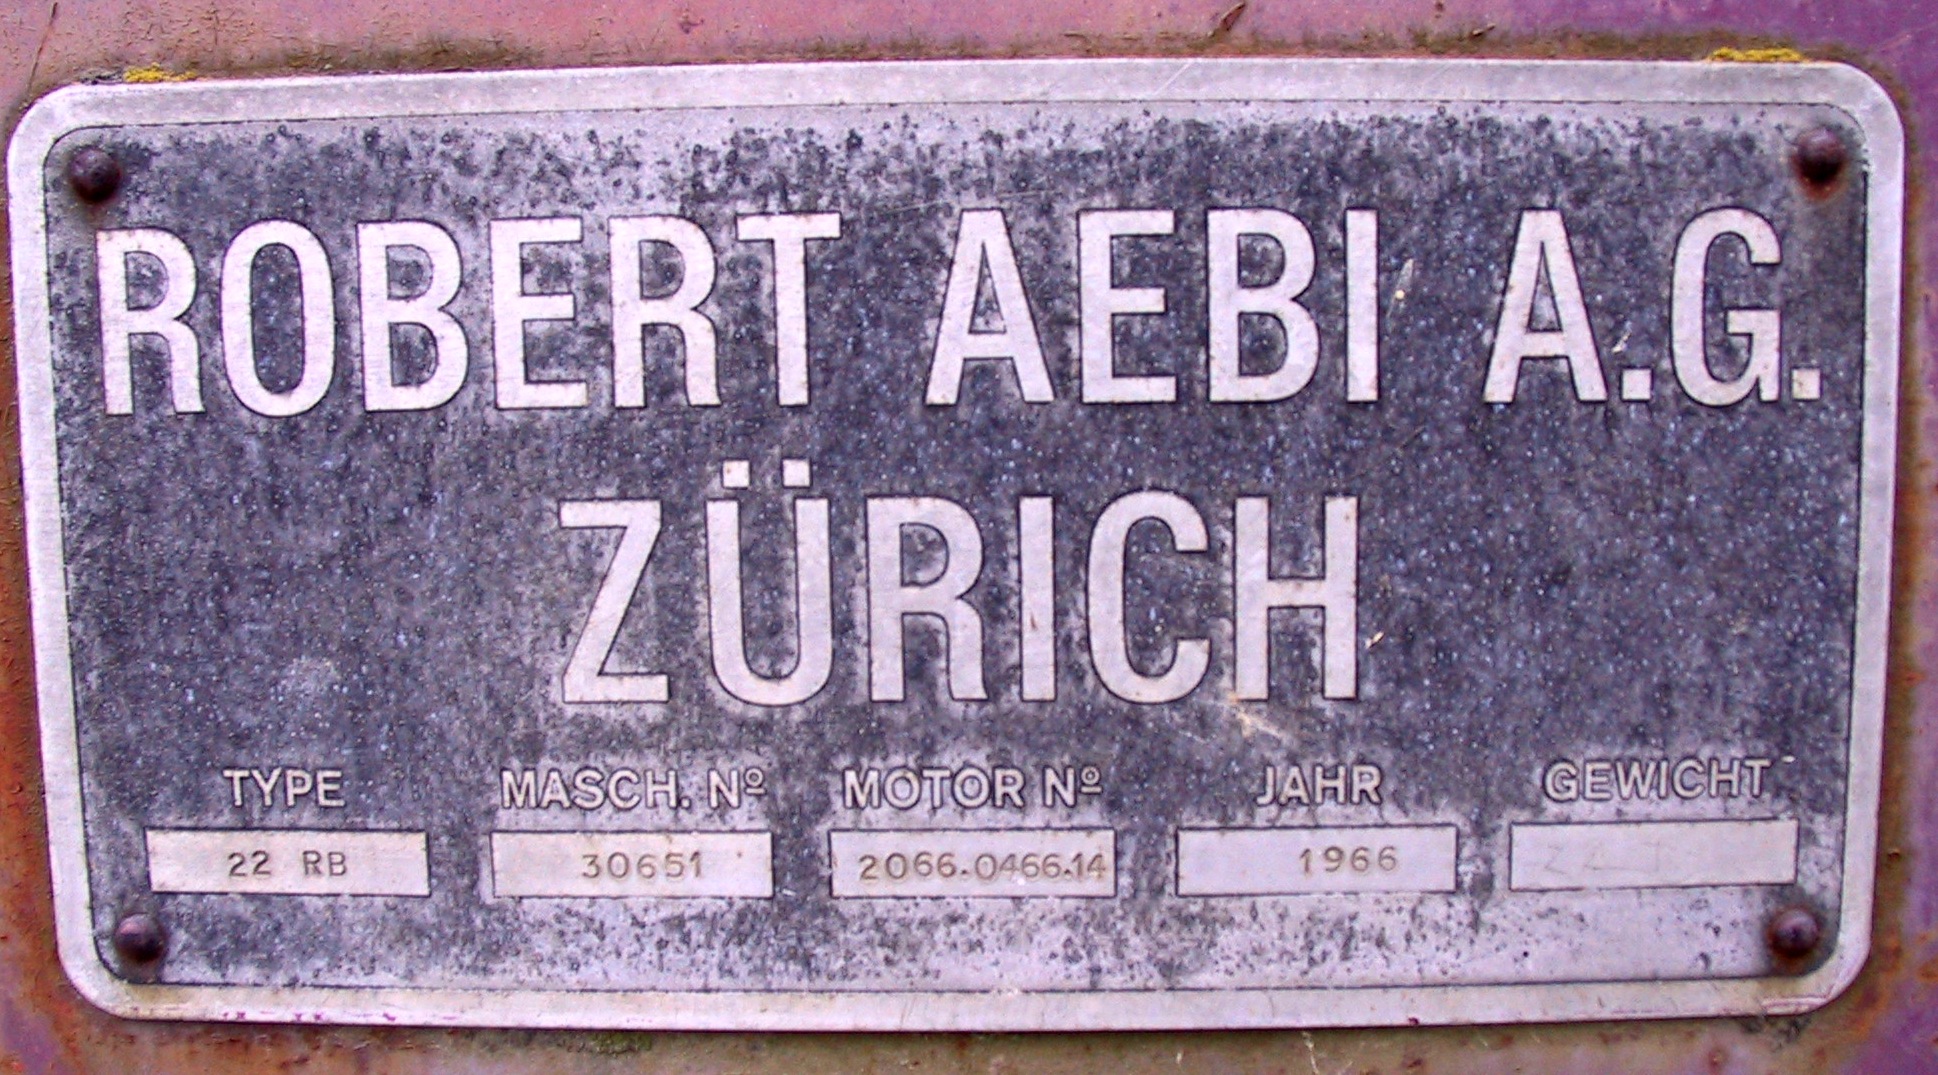 ROBERT AEBI A.G.
ZÜRICH
TYPE MASCH. Nº MOTOR Nº JAHR GEWICHT
22 RB 30651 2066.0466.14 1966